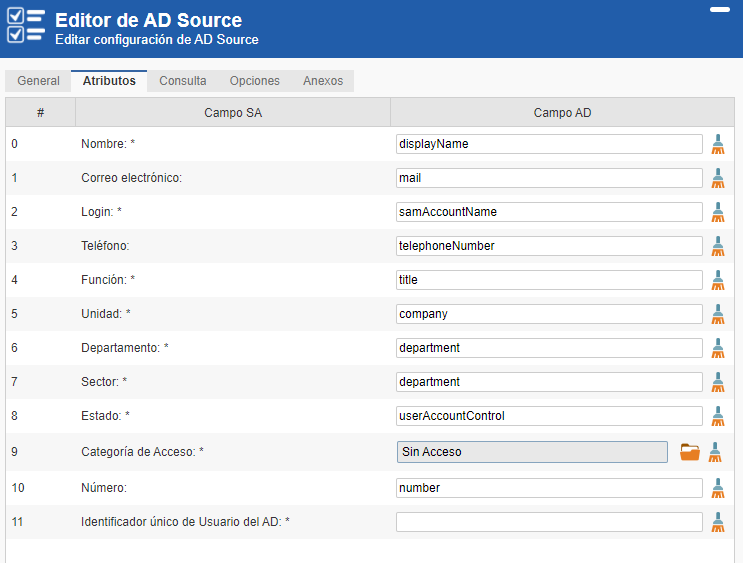 Editor de AD Source
Editar configuración de AD Source
General Atributos Consulta Opciones Anexos
# Campo SA Campo AD
0 Nombre: * displayName
1 Correo electrónico: mail
2 Login: * samAccountName
3 Teléfono: telephoneNumber
4 Función: * title
5 Unidad: * company
6 Departamento: * department
7 Sector: * department
8 Estado: * userAccountControl
9 Categoría de Acceso: * Sin Acceso
10 Número: number
11 Identificador único de Usuario del AD: *